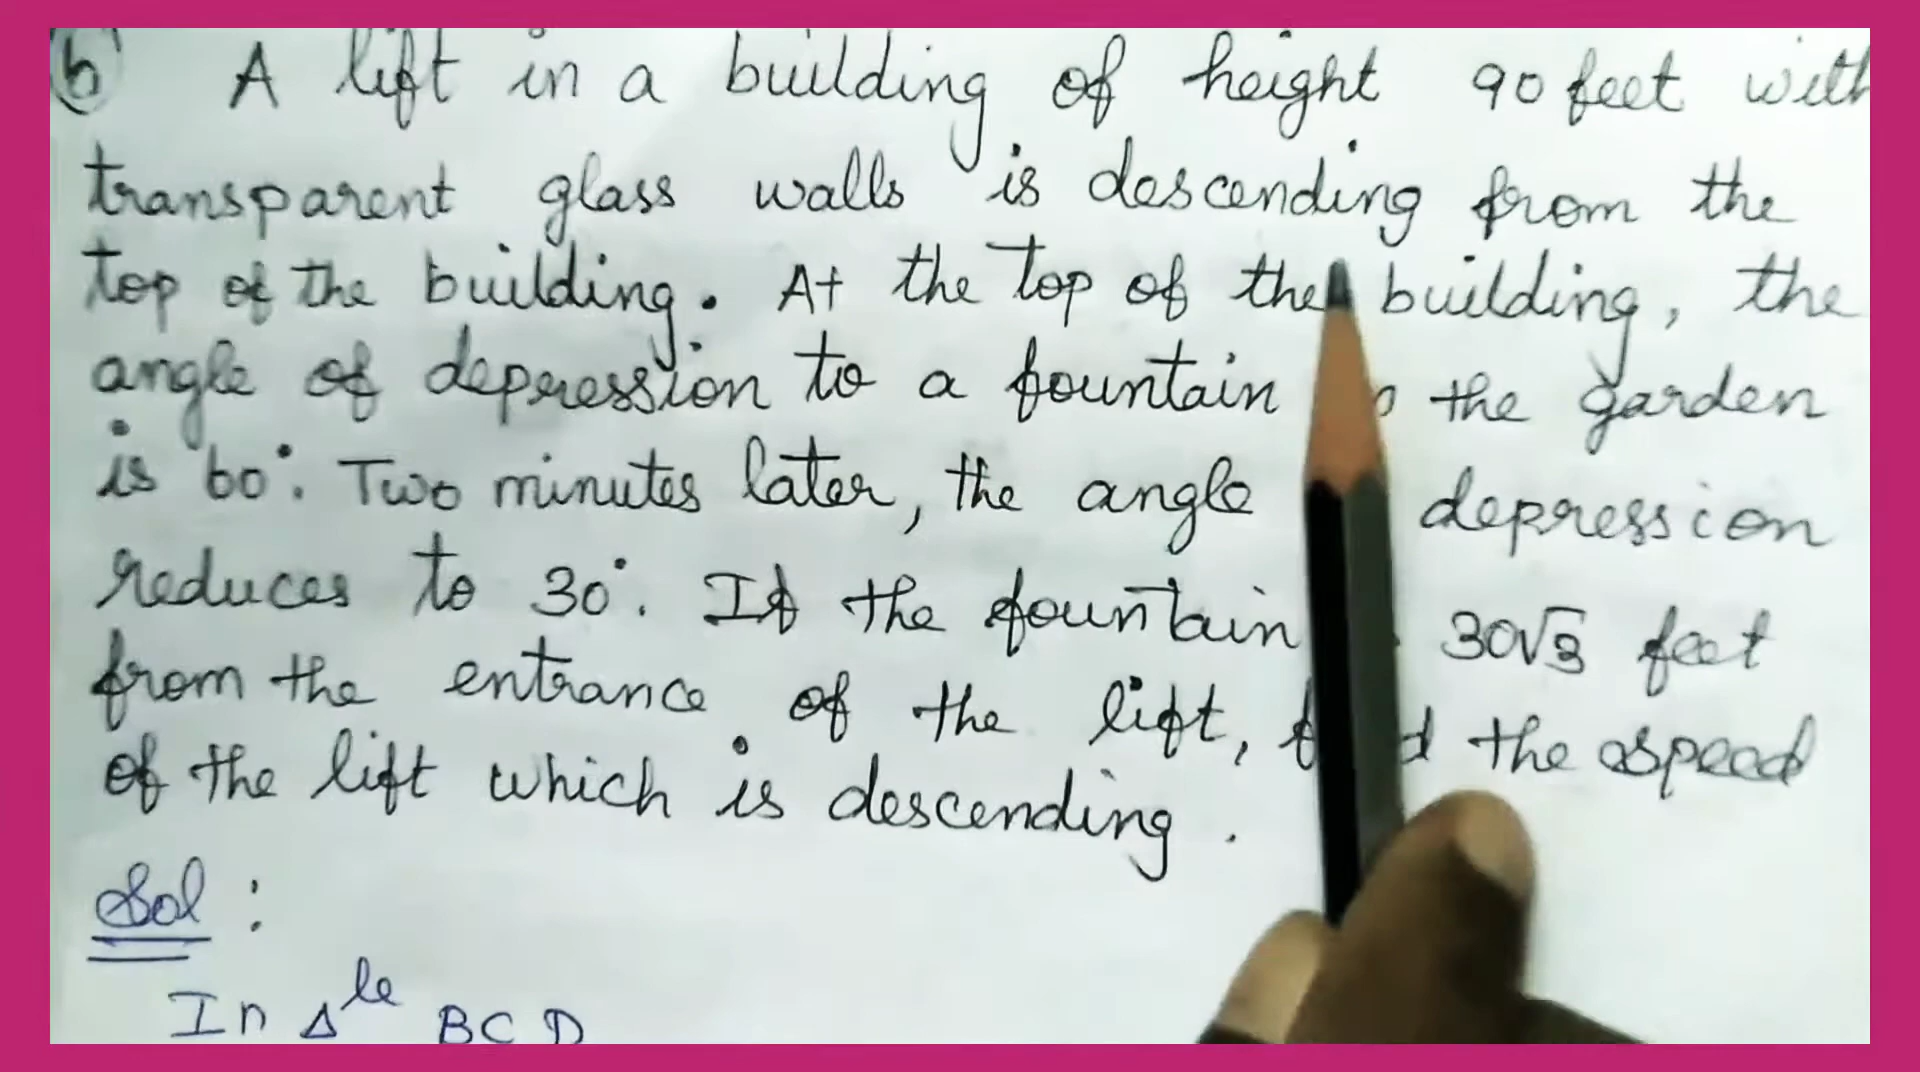 6 A lift in a building of height 90 feet with
transparent glass walls is descending from the
top of the building. At the top of the building, the
angle of depression to a fountain the garden
is 60°. Two minutes later, the angle depression
reduces to 30°. If the fountain 30√3 feet
from the entrance of the lift, the speed
of the lift which is descending.
Sol :
In Δle BCD